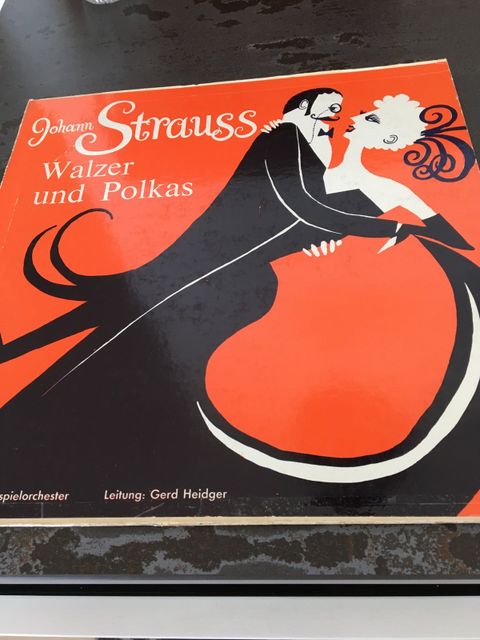 Johann Strauss
Walzer
und Polkas
spielorchester Leitung: Gerd Heidger